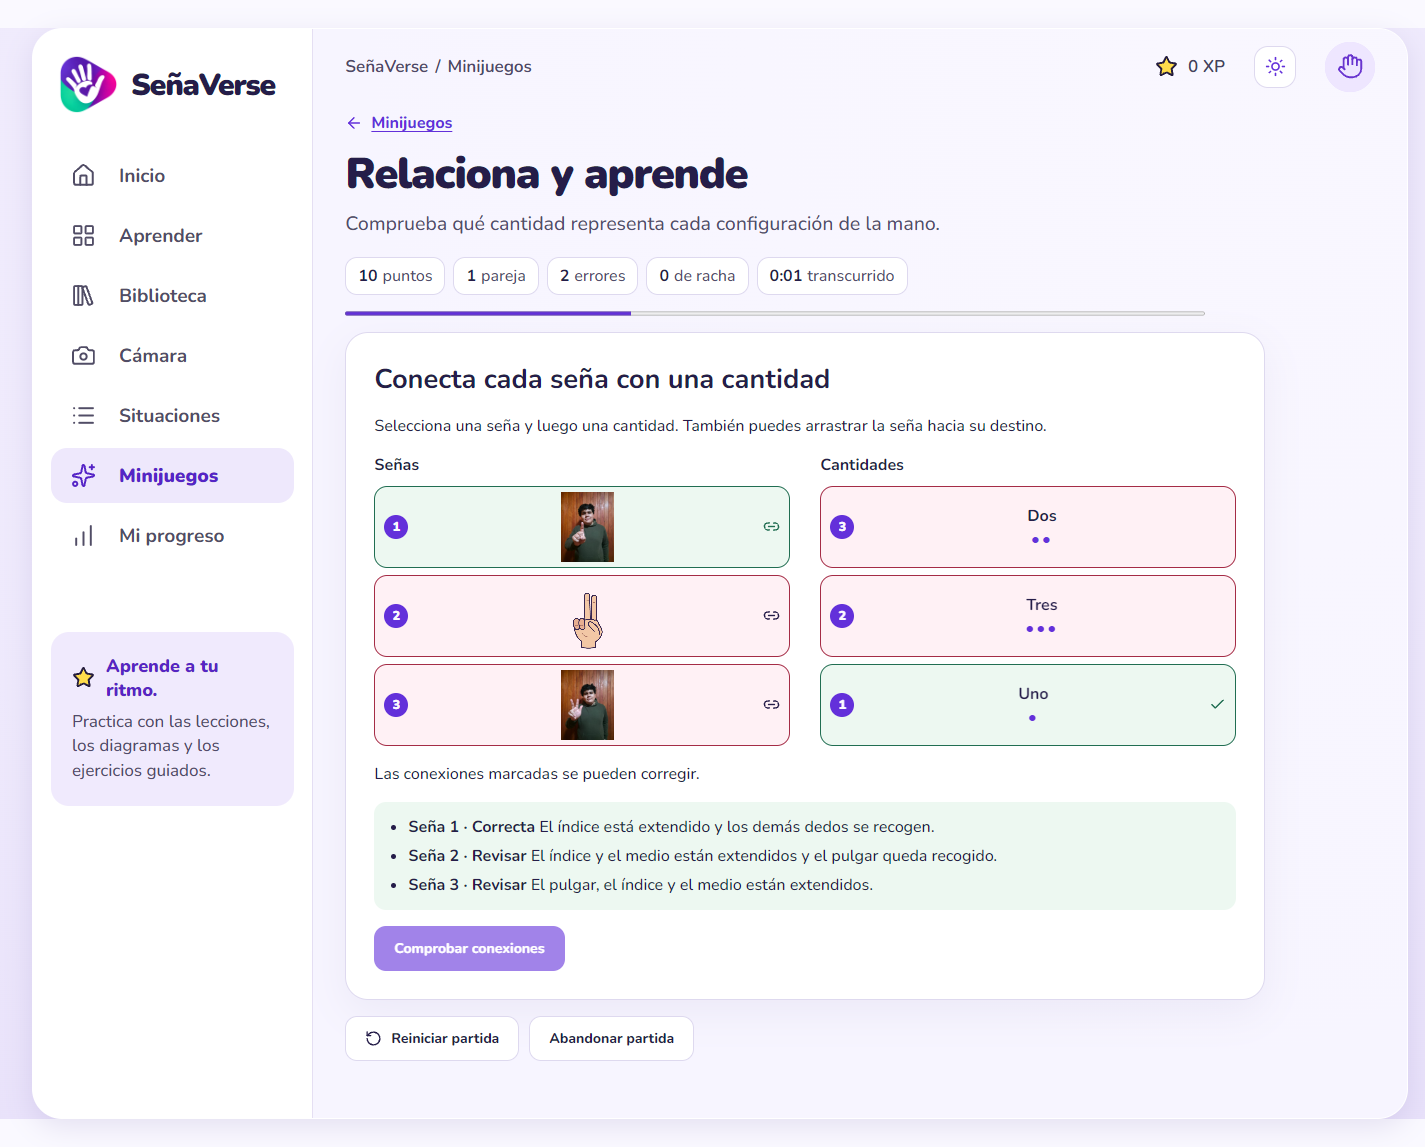 SeñaVerse
Inicio
Aprender
Biblioteca
Cámara
Situaciones
Minijuegos
Mi progreso
Aprende a tu
ritmo.
Practica con las lecciones,
los diagramas y los
ejercicios guiados.
SeñaVerse / Minijuegos
0 XP
Minijuegos
Relaciona y aprende
Comprueba qué cantidad representa cada configuración de la mano.
10 puntos
1 pareja
2 errores
0 de racha
0:01 transcurrido
Conecta cada seña con una cantidad
Selecciona una seña y luego una cantidad. También puedes arrastrar la seña hacia su destino.
Señas
1
2
3
Cantidades
3 Dos
2 Tres
1 Uno
Las conexiones marcadas se pueden corregir.
Seña 1 · Correcta El índice está extendido y los demás dedos se recogen.
Seña 2 · Revisar El índice y el medio están extendidos y el pulgar queda recogido.
Seña 3 · Revisar El pulgar, el índice y el medio están extendidos.
Comprobar conexiones
Reiniciar partida
Abandonar partida